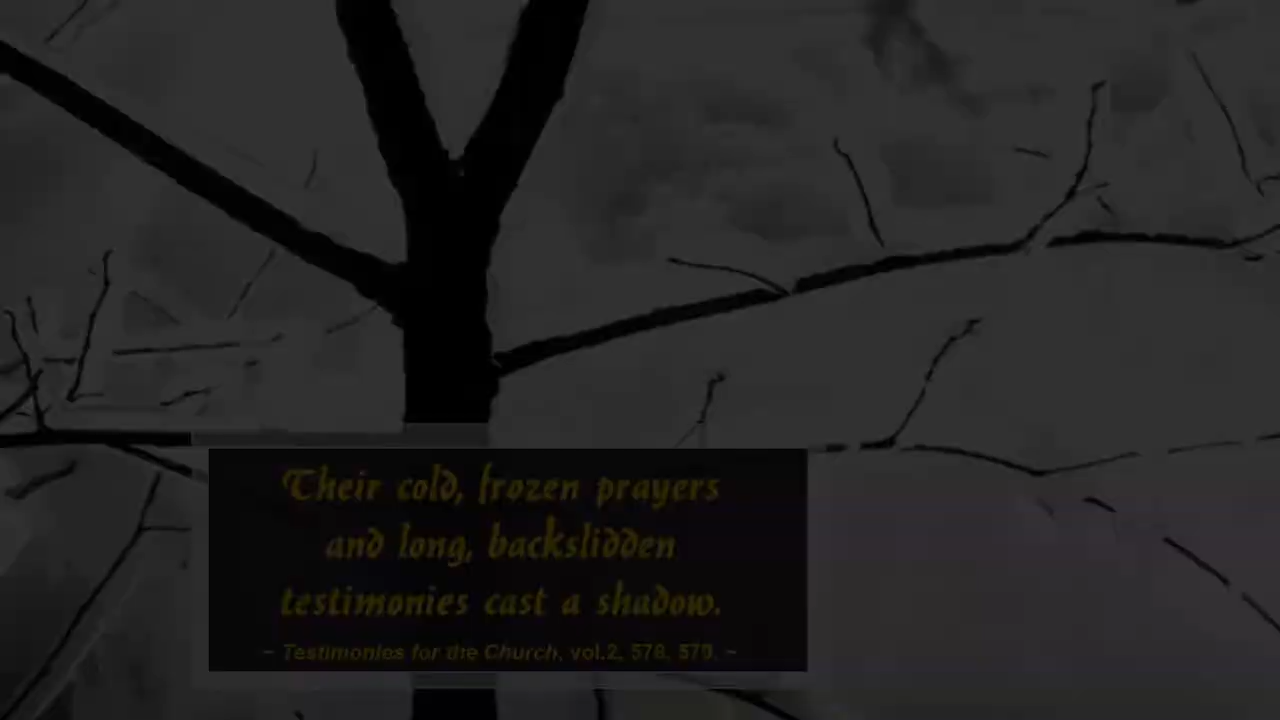 Their cold, frozen prayers
and long, backslidden
testimonies cast a shadow.
~ Testimonies for the Church, vol.2, 578, 579. ~